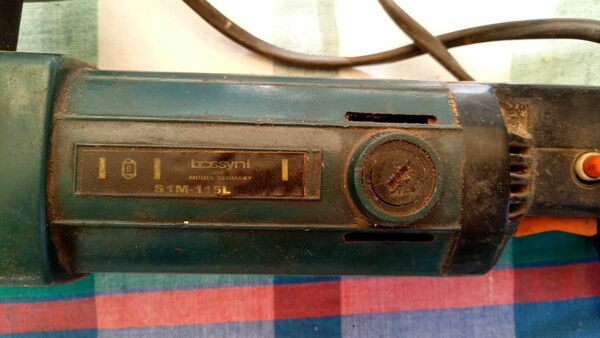 bossyni
MODEL GERMANY
S1M-115L